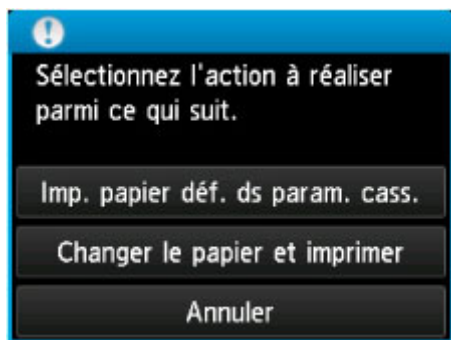 Sélectionnez l'action à réaliser
parmi ce qui suit.
Imp. papier déf. ds param. cass.
Changer le papier et imprimer
Annuler